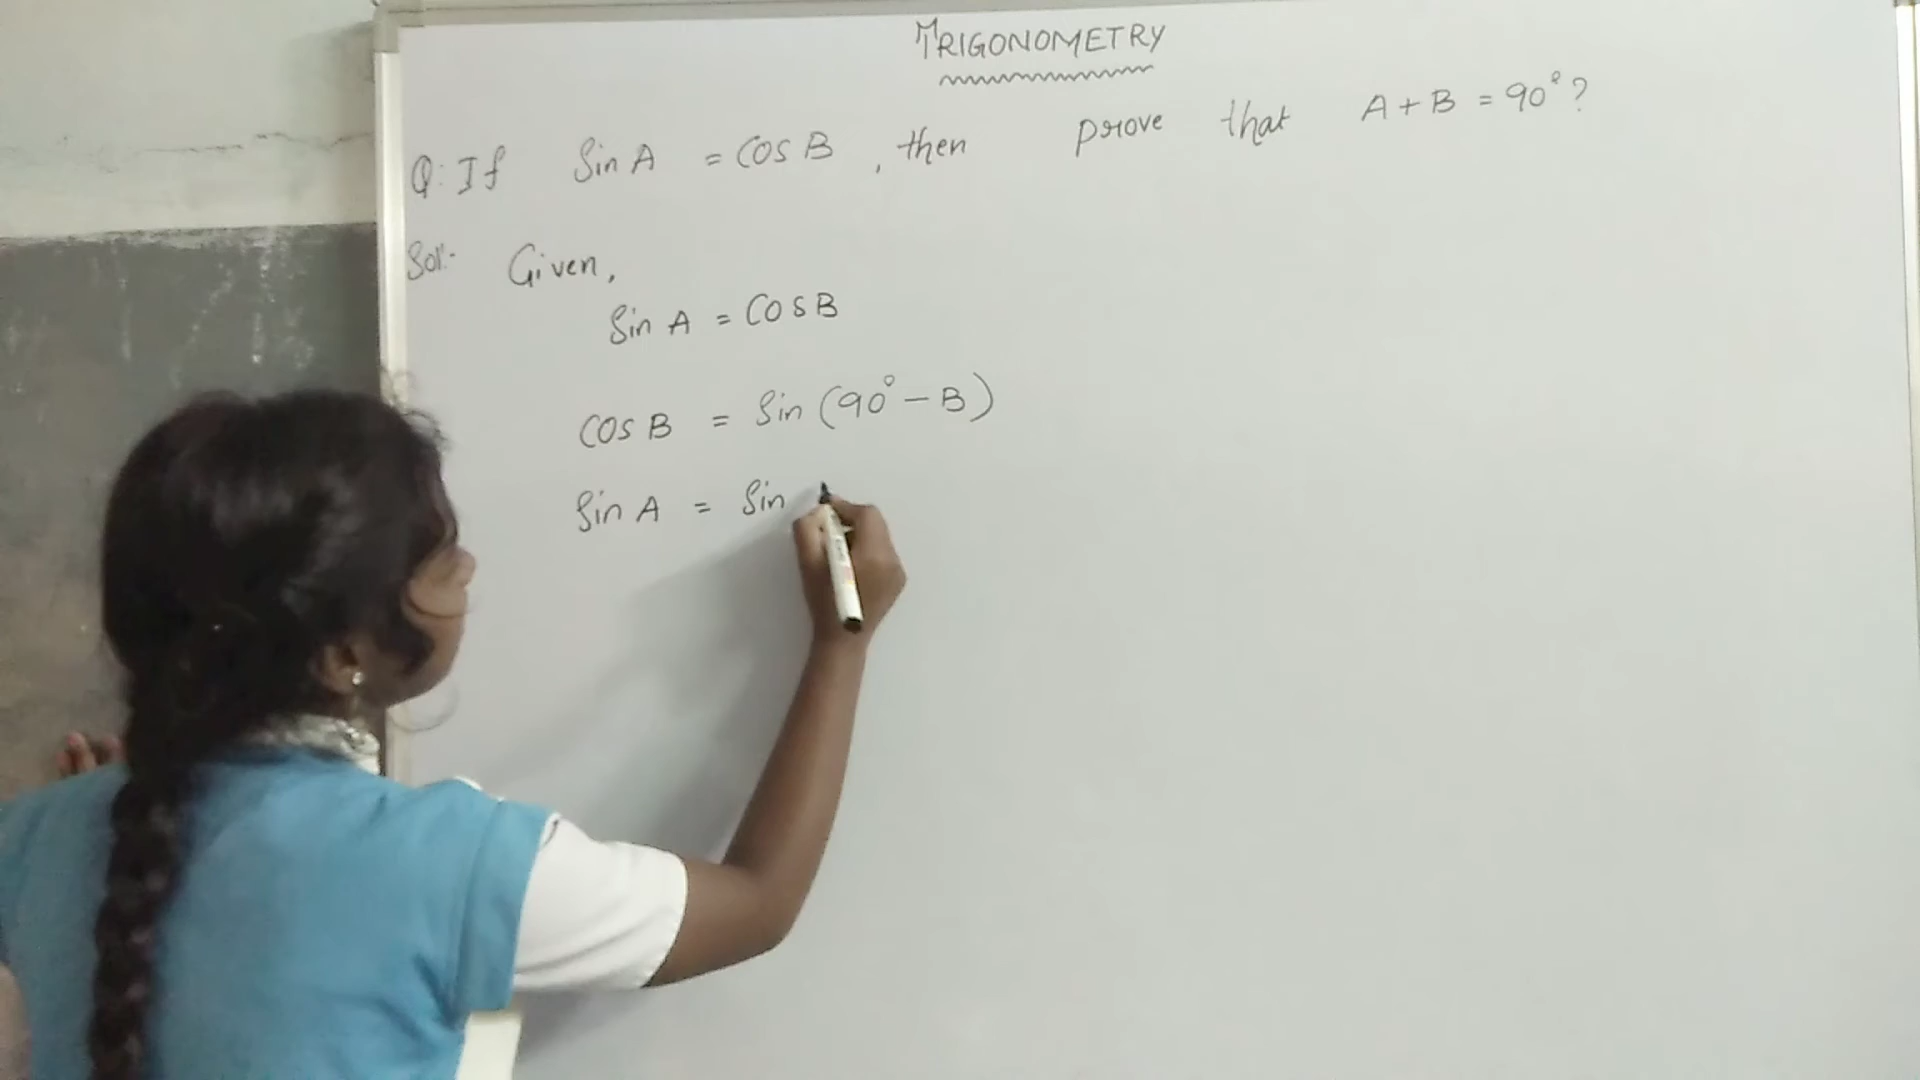 TRIGONOMETRY
Q: If Sin A = COS B, then prove that A + B = 90°?
Sol:- Given,
Sin A = COS B
COS B = Sin (90° - B)
Sin A = Sin